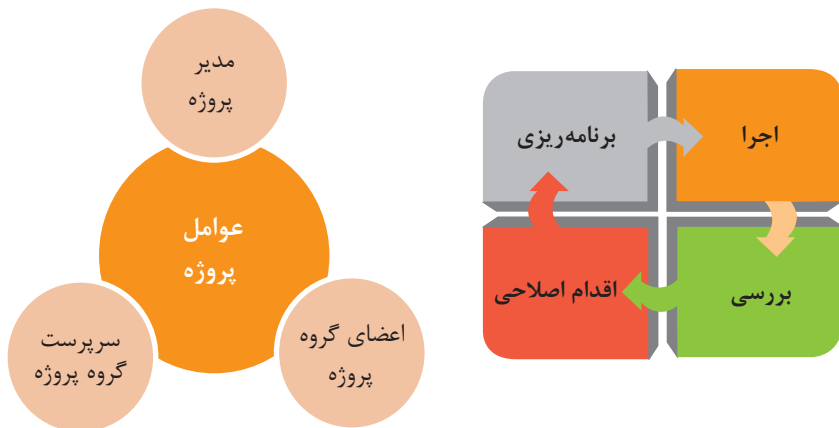 مدیر
پروژه
عوامل
پروژه
سرپرست
گروه پروژه
اعضای گروه
پروژه
برنامه‌ریزی
اجرا
بررسی
اقدام اصلاحی